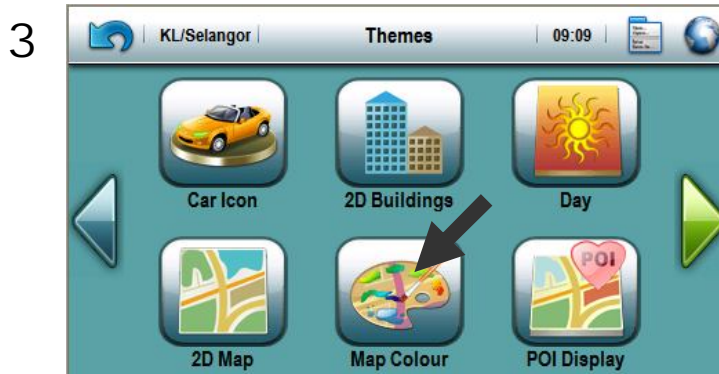 3
KL/Selangor Themes 09:09
Car Icon 2D Buildings Day
POI
2D Map Map Colour POI Display